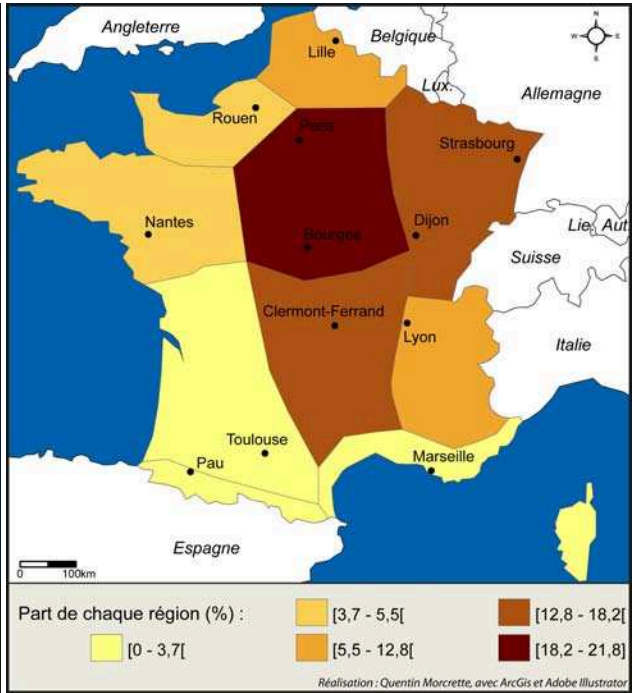 Angleterre
N
W E
S
Belgique
Lille
Lux.
Allemagne
Rouen
Paris
Strasbourg
Nantes
Dijon
Bourges
Lie.
Aut.
Suisse
Clermont-Ferrand
Lyon
Italie
Toulouse
Pau
Marseille
Espagne
0 100km
Part de chaque région (%) :
[3,7 - 5,5[
[12,8 - 18,2[
[0 - 3,7[
[5,5 - 12,8[
[18,2 - 21,8]
Réalisation : Quentin Morcrette, avec ArcGis et Adobe Illustrator